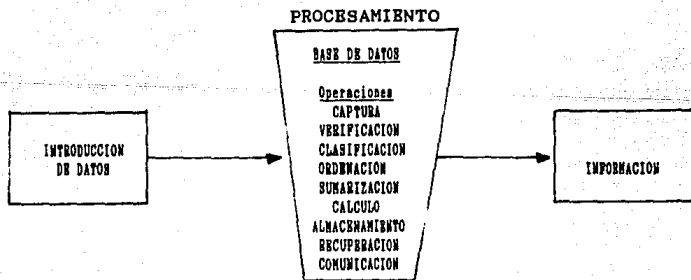 PROCESAMIENTO
BASE DE DATOS
Operaciones
CAPTURA
VERIFICACION
CLASIFICACION
ORDENACION
SUMARIZACION
CALCULO
ALMACENAMIENTO
RECUPERACION
COMUNICACION
INTRODUCCION
DE DATOS
INFORMACION